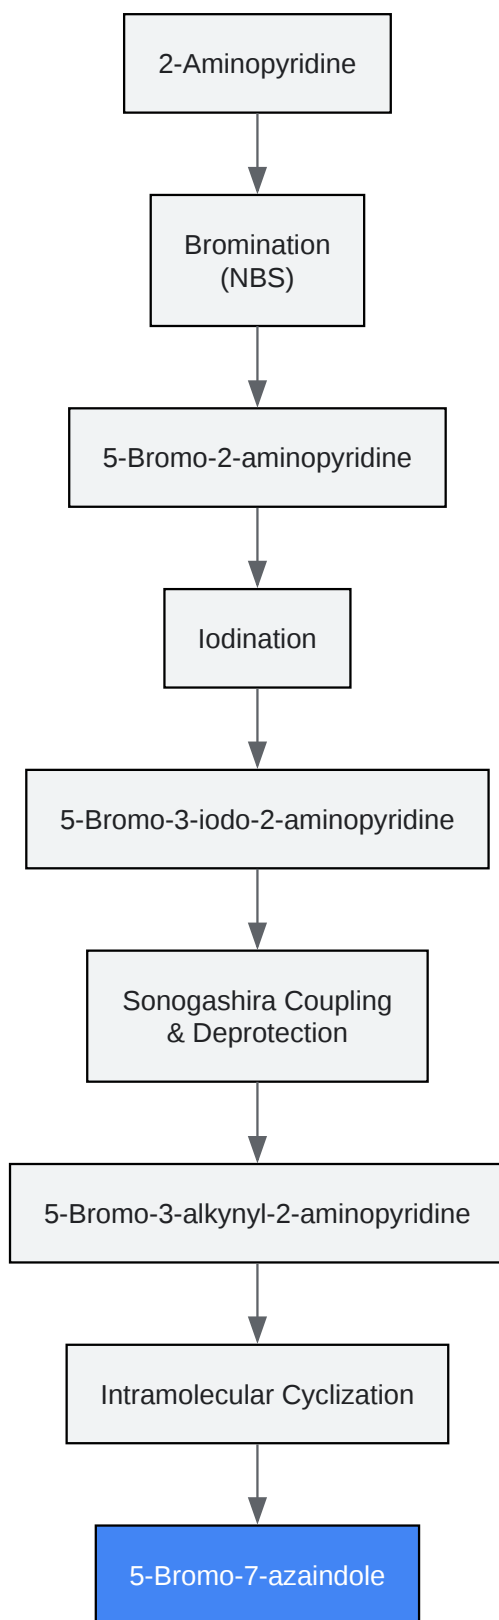 2-Aminopyridine
Bromination
(NBS)
5-Bromo-2-aminopyridine
Iodination
5-Bromo-3-iodo-2-aminopyridine
Sonogashira Coupling
& Deprotection
5-Bromo-3-alkynyl-2-aminopyridine
Intramolecular Cyclization
5-Bromo-7-azaindole